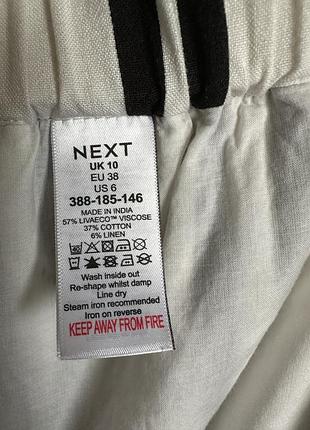 NEXT
UK 10
EU 38
US 6
388-185-146
MADE IN INDIA
57% LIVAECO™ VISCOSE
37% COTTON
6% LINEN
Wash inside out
Re-shape whilst damp
Line dry
Steam iron recommended
Iron on reverse
KEEP AWAY FROM FIRE